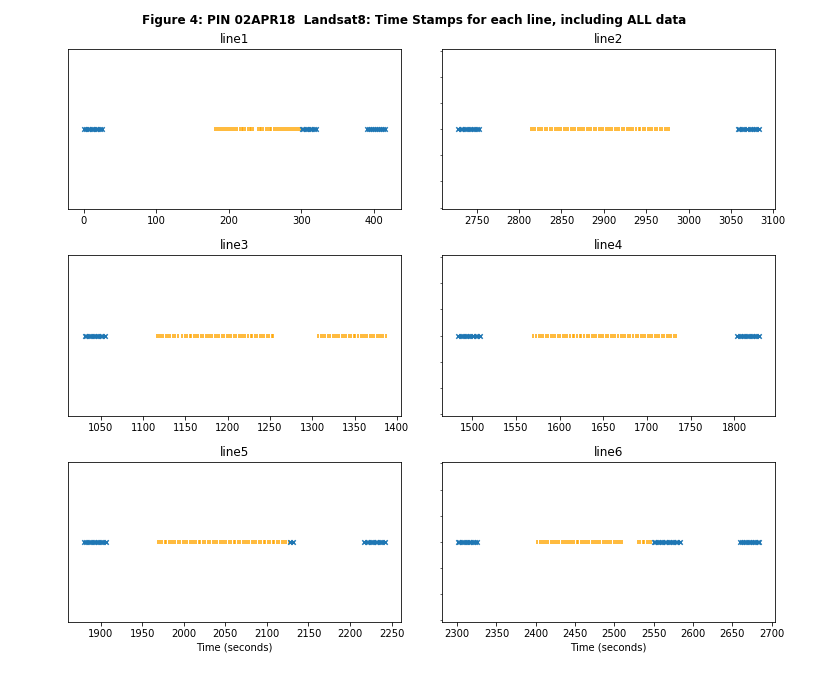 Figure 4: PIN 02APR18  Landsat8: Time Stamps for each line, including ALL data
line1
line2
0 100 200 300 400
2750 2800 2850 2900 2950 3000 3050 3100
line3
line4
1050 1100 1150 1200 1250 1300 1350 1400
1500 1550 1600 1650 1700 1750 1800
line5
line6
1900 1950 2000 2050 2100 2150 2200 2250
2300 2350 2400 2450 2500 2550 2600 2650 2700
Time (seconds)
Time (seconds)